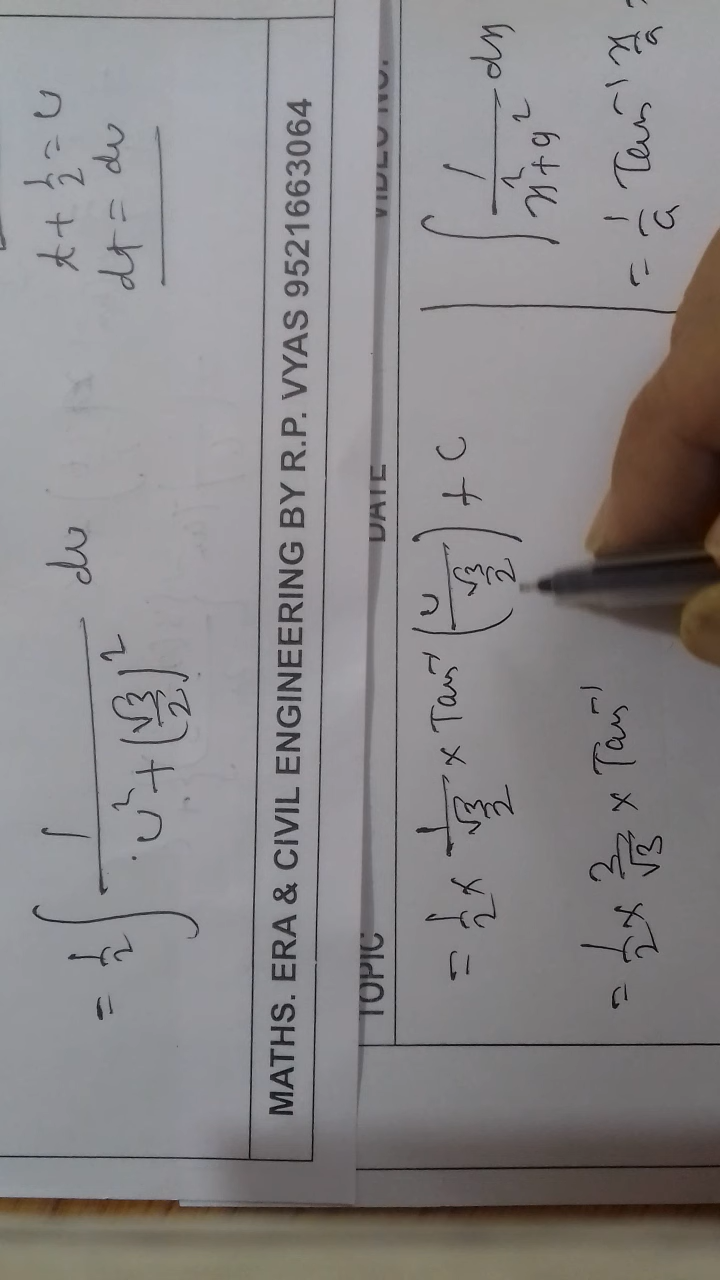 t + 1/2 = u
dt = du
= 1/2 ∫ 1/(u² + (√3/2)²) du
MATHS. ERA & CIVIL ENGINEERING BY R.P. VYAS 9521663064
TOPIC DATE VIDEO NO.
= 1/2 × 1/(√3/2) × Tan⁻¹ (u/(√3/2)) + C
= 1/2 × 2/√3 × Tan⁻¹
∫ 1/(x² + a²) dx
= 1/a Tan⁻¹ x/a